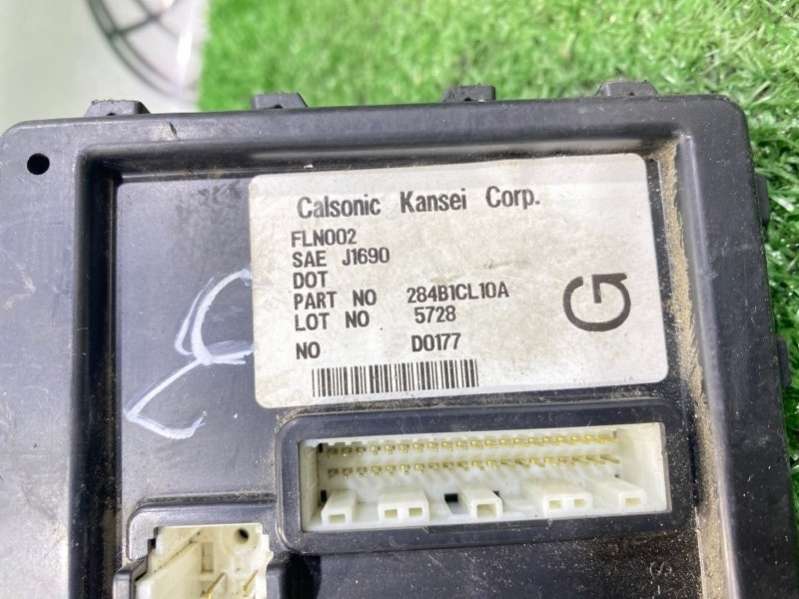 Calsonic Kansei Corp.
FLN002
SAE J1690
DOT
PART NO 284B1CL10A
LOT NO 5728
NO D0177
G